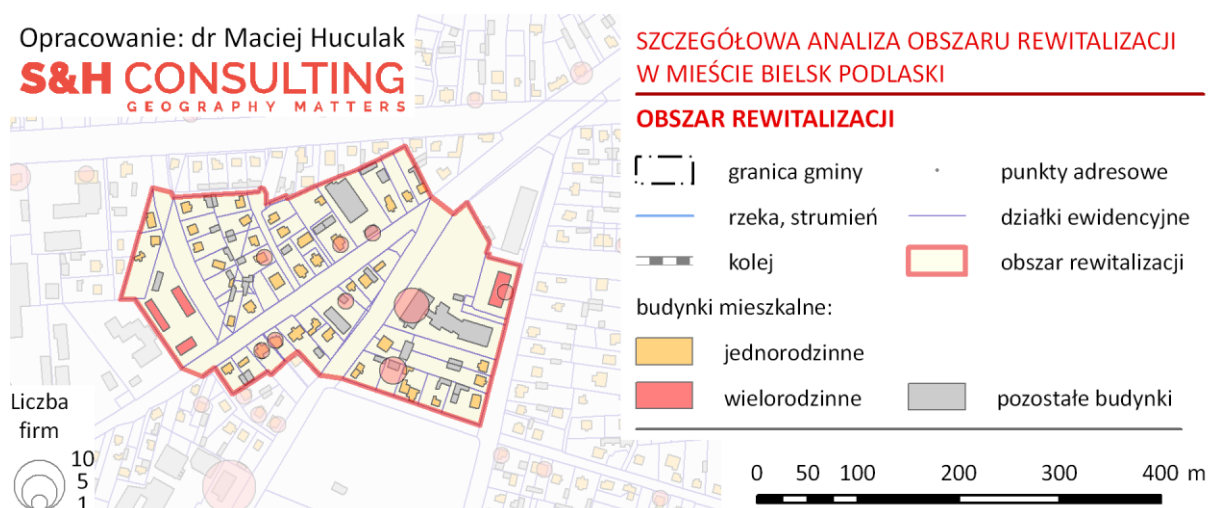 Opracowanie: dr Maciej Huculak
S&H CONSULTING
GEOGRAPHY MATTERS
SZCZEGÓŁOWA ANALIZA OBSZARU REWITALIZACJI
W MIEŚCIE BIELSK PODLASKI
OBSZAR REWITALIZACJI
granica gminy
punkty adresowe
rzeka, strumień
działki ewidencyjne
kolej
obszar rewitalizacji
budynki mieszkalne:
jednorodzinne
wielorodzinne
pozostałe budynki
Liczba
firm
10
5
1
0 50 100 200 300 400 m